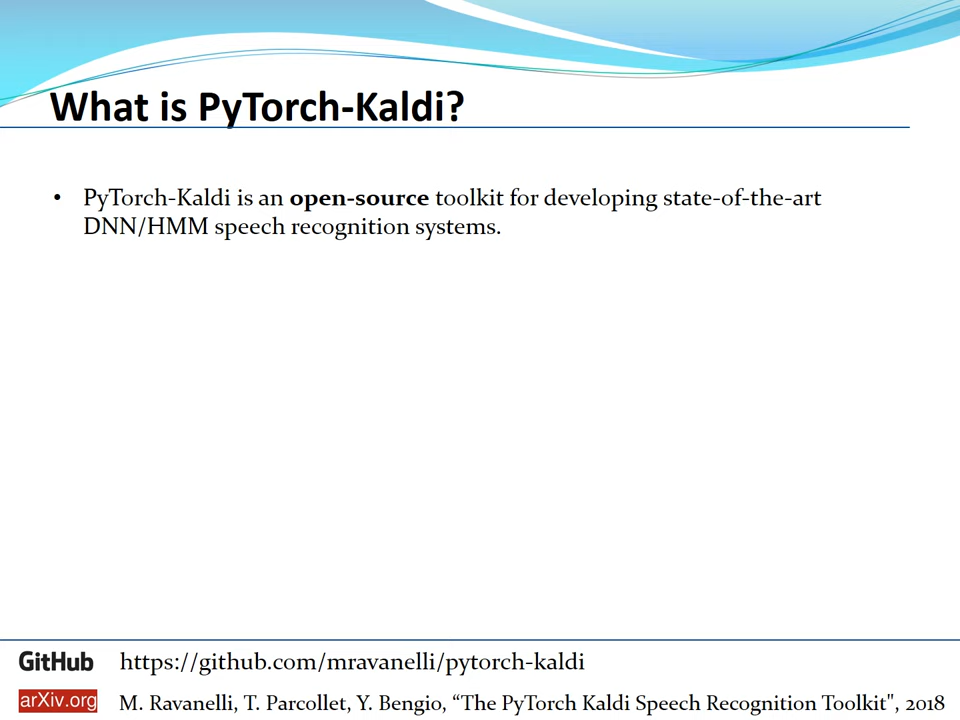 What is PyTorch-Kaldi?
• PyTorch-Kaldi is an open-source toolkit for developing state-of-the-art
DNN/HMM speech recognition systems.
GitHub https://github.com/mravanelli/pytorch-kaldi
arXiv.org M. Ravanelli, T. Parcollet, Y. Bengio, “The PyTorch Kaldi Speech Recognition Toolkit", 2018